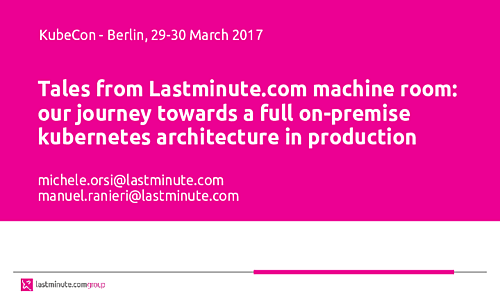 KubeCon - Berlin, 29-30 March 2017
Tales from Lastminute.com machine room:
our journey towards a full on-premise
kubernetes architecture in production
michele.orsi@lastminute.com
manuel.ranieri@lastminute.com
lastminute.comgroup